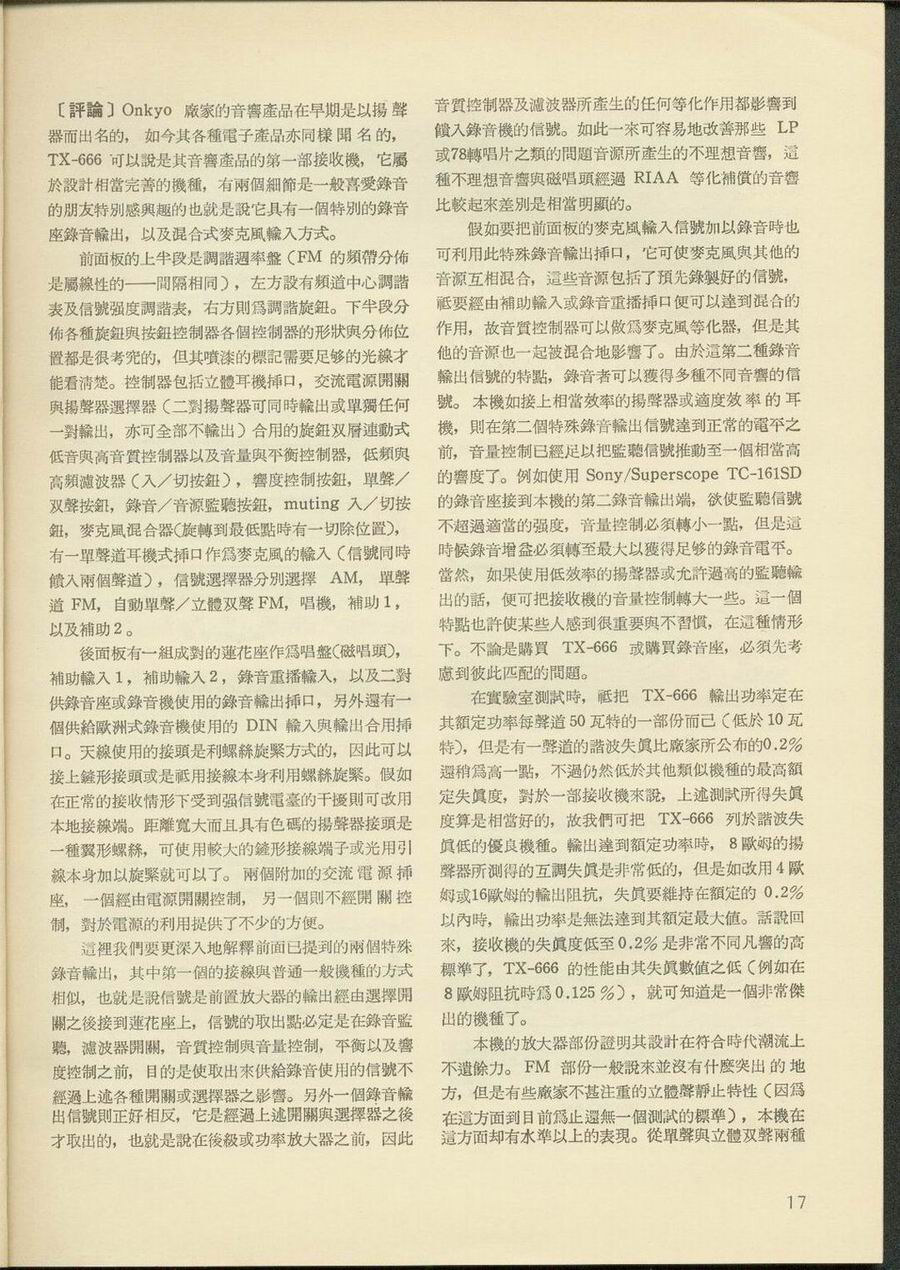 〔評論〕Onkyo 廠家的音響產品在早期是以揚聲
器而出名的，如今其各種電子產品亦同樣聞名的，
TX-666 可以說是其音響產品的第一部接收機，它屬
於設計相當完善的機種，有兩個細節是一般喜愛錄音
的朋友特別感興趣的也就是說它具有一個特別的錄音
座錄音輸出，以及混合式麥克風輸入方式。
前面板的上半段是調諧週率盤（FM 的頻帶分佈
是屬線性的——間隔相同），左方設有頻道中心調諧
表及信號强度調諧表，右方則爲調諧旋鈕。下半段分
佈各種旋鈕與按鈕控制器各個控制器的形狀與分佈位
置都是很考究的，但其噴漆的標記需要足够的光線才
能看清楚。控制器包括立體耳機揷口，交流電源開關
與揚聲器選擇器（二對揚聲器可同時輸出或單獨任何
一對輸出，亦可全部不輸出）合用的旋鈕双層連動式
低音與高音質控制器以及音量與平衡控制器，低頻與
高頻濾波器（入／切按鈕），響度控制按鈕，單聲／
双聲按鈕，錄音／音源監聽按鈕，muting 入／切按
鈕，麥克風混合器（旋轉到最低點時有一切除位置），
有一單聲道耳機式揷口作爲麥克風的輸入（信號同時
饋入兩個聲道），信號選擇器分別選擇 AM，單聲
道 FM，自動單聲／立體双聲 FM，唱機，補助1，
以及補助2。
後面板有一組成對的蓮花座作爲唱盤（磁唱頭），
補助輸入1，補助輸入2，錄音重播輸入，以及二對
供錄音座或錄音機使用的錄音輸出揷口，另外還有一
個供給歐洲式錄音機使用的 DIN 輸入與輸出合用揷
口。天線使用的接頭是利螺絲旋緊方式的，因此可以
接上鏟形接頭或是祗用接線本身利用螺絲旋緊。假如
在正常的接收情形下受到强信號電臺的干擾則可改用
本地接線端。距離寬大而且具有色碼的揚聲器接頭是
一種翼形螺絲，可使用較大的鏟形接線端子或光用引
線本身加以旋緊就可以了。兩個附加的交流電源揷
座，一個經由電源開關控制，另一個則不經開關控
制，對於電源的利用提供了不少的方便。
這裡我們要更深入地解釋前面已提到的兩個特殊
錄音輸出，其中第一個的接線與普通一般機種的方式
相似，也就是說信號是前置放大器的輸出經由選擇開
關之後接到蓮花座上，信號的取出點必定是在錄音監
聽，濾波器開關，音質控制與音量控制，平衡以及響
度控制之前，目的是使取出來供給錄音使用的信號不
經過上述各種開關或選擇器之影響。另外一個錄音輸
出信號則正好相反，它是經過上述開關與選擇器之後
才取出的，也就是說在後級或功率放大器之前，因此
音質控制器及濾波器所產生的任何等化作用都影響到
饋入錄音機的信號。如此一來可容易地改善那些 LP
或78轉唱片之類的問題音源所產生的不理想音響，這
種不理想音響與磁唱頭經過 RIAA 等化補償的音響
比較起來差別是相當明顯的。
假如要把前面板的麥克風輸入信號加以錄音時也
可利用此特殊錄音輸出揷口，它可使麥克風與其他的
音源互相混合，這些音源包括了預先錄製好的信號，
祗要經由補助輸入或錄音重播揷口便可以達到混合的
作用，故音質控制器可以做爲麥克風等化器，但是其
他的音源也一起被混合地影響了。由於這第二種錄音
輸出信號的特點，錄音者可以獲得多種不同音響的信
號。本機如接上相當效率的揚聲器或適度效率的耳
機，則在第二個特殊錄音輸出信號達到正常的電平之
前，音量控制已經足以把監聽信號推動至一個相當高
的響度了。例如使用 Sony/Superscope TC-161SD
的錄音座接到本機的第二錄音輸出端，欲使監聽信號
不超過適當的强度，音量控制必須轉小一點，但是這
時候錄音增益必須轉至最大以獲得足够的錄音電平。
當然，如果使用低效率的揚聲器或允許過高的監聽輸
出的話，便可把接收機的音量控制轉大一些。這一個
特點也許使某些人感到很重要與不習慣，在這種情形
下。不論是購買 TX-666 或購買錄音座，必須先考
慮到彼此匹配的問題。
在實驗室測試時，祗把 TX-666 輸出功率定在
其額定功率每聲道50瓦特的一部份而己（低於10瓦
特），但是有一聲道的諧波失眞比廠家所公布的0.2%
還稍爲高一點，不過仍然低於其他類似機種的最高額
定失眞度，對於一部接收機來說，上述測試所得失眞
度算是相當好的，故我們可把 TX-666 列於諧波失
眞低的優良機種。輸出達到額定功率時，8歐姆的揚
聲器所測得的互調失眞是非常低的，但是如改用4歐
姆或16歐姆的輸出阻抗，失眞要維持在額定的 0.2%
以內時，輸出功率是無法達到其額定最大值。話說回
來，接收機的失眞度低至0.2%是非常不同凡響的高
標準了，TX-666 的性能由其失眞數值之低（例如在
8歐姆阻抗時爲0.125%），就可知道是一個非常傑
出的機種了。
本機的放大器部份證明其設計在符合時代潮流上
不遺餘力。FM 部份一般說來並沒有什麼突出的地
方，但是有些廠家不甚注重的立體聲靜止特性（因爲
在這方面到目前爲止還無一個測試的標準），本機在
這方面却有水準以上的表現。從單聲與立體双聲兩種
17